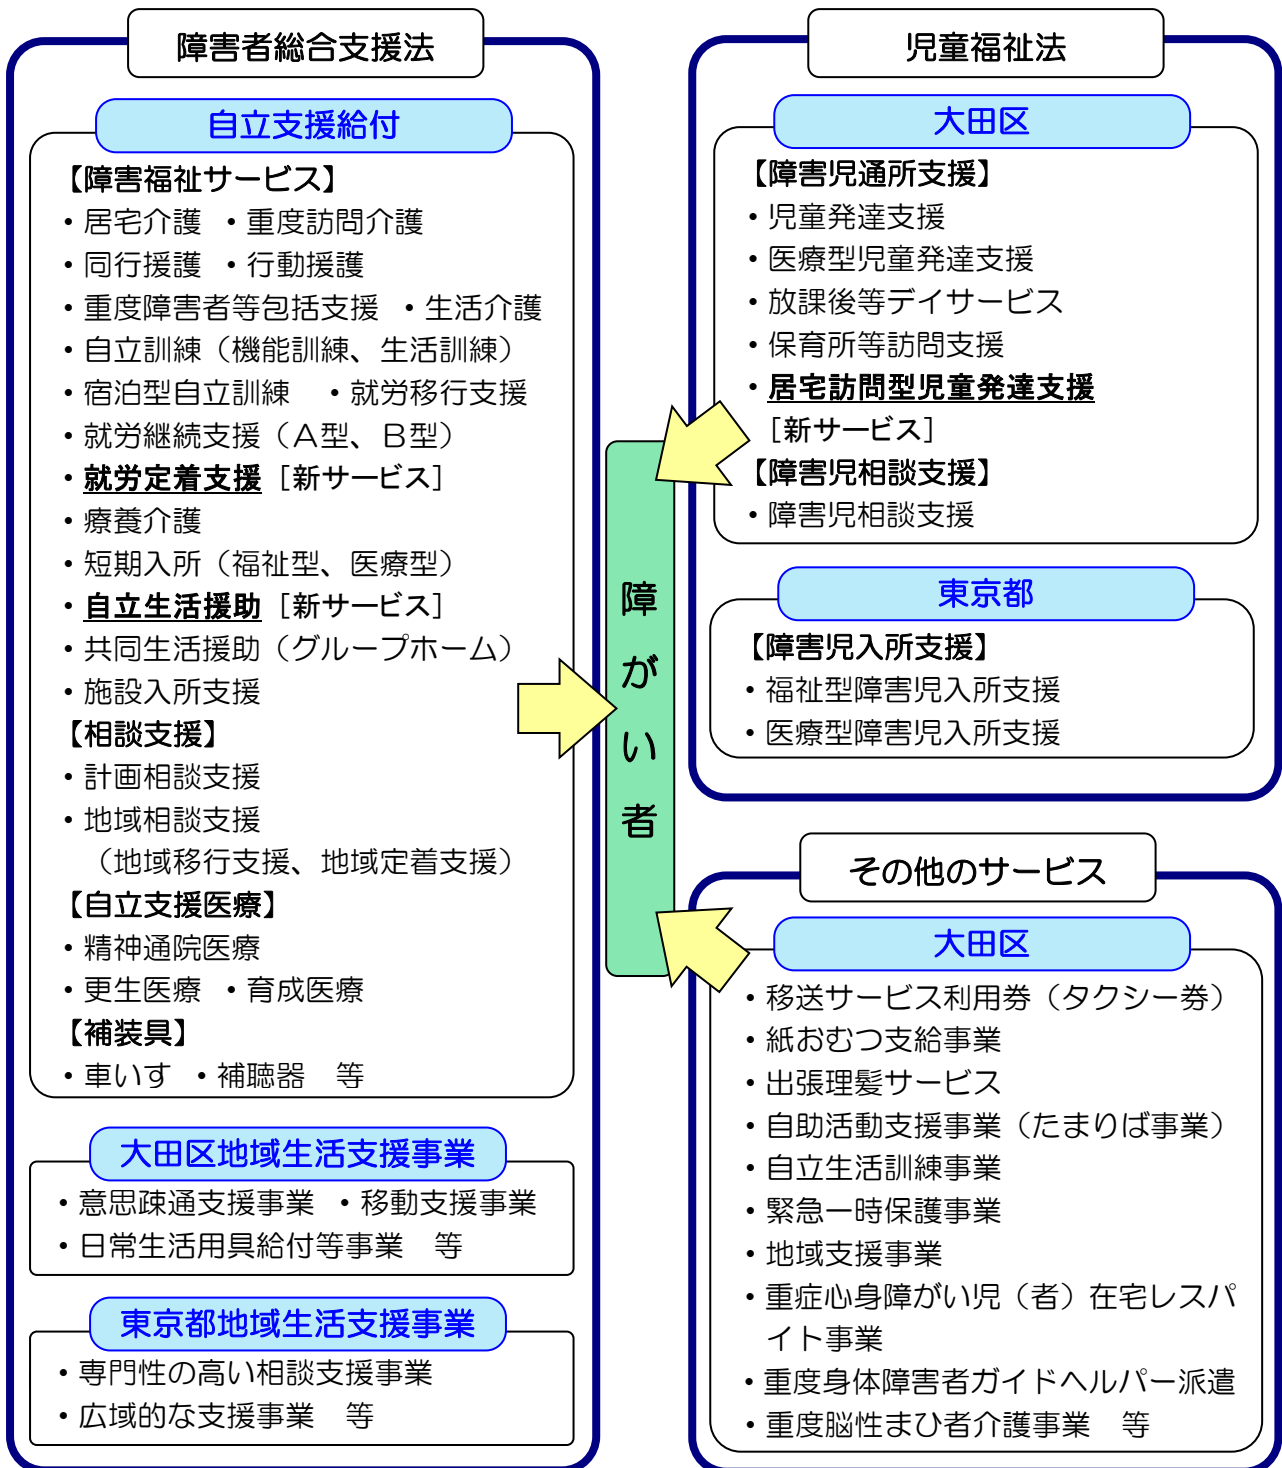 障害者総合支援法
自立支援給付
【障害福祉サービス】
・居宅介護 ・重度訪問介護
・同行援護 ・行動援護
・重度障害者等包括支援 ・生活介護
・自立訓練（機能訓練、生活訓練）
・宿泊型自立訓練 ・就労移行支援
・就労継続支援（A型、B型）
・就労定着支援［新サービス］
・療養介護
・短期入所（福祉型、医療型）
・自立生活援助［新サービス］
・共同生活援助（グループホーム）
・施設入所支援
【相談支援】
・計画相談支援
・地域相談支援
（地域移行支援、地域定着支援）
【自立支援医療】
・精神通院医療
・更生医療 ・育成医療
【補装具】
・車いす ・補聴器 等
大田区地域生活支援事業
・意思疎通支援事業 ・移動支援事業
・日常生活用具給付等事業 等
東京都地域生活支援事業
・専門性の高い相談支援事業
・広域的な支援事業 等
障がい者
児童福祉法
大田区
【障害児通所支援】
・児童発達支援
・医療型児童発達支援
・放課後等デイサービス
・保育所等訪問支援
・居宅訪問型児童発達支援
［新サービス］
【障害児相談支援】
・障害児相談支援
東京都
【障害児入所支援】
・福祉型障害児入所支援
・医療型障害児入所支援
その他のサービス
大田区
・移送サービス利用券（タクシー券）
・紙おむつ支給事業
・出張理髪サービス
・自助活動支援事業（たまりば事業）
・自立生活訓練事業
・緊急一時保護事業
・地域支援事業
・重症心身障がい児（者）在宅レスパ
イト事業
・重度身体障害者ガイドヘルパー派遣
・重度脳性まひ者介護事業 等